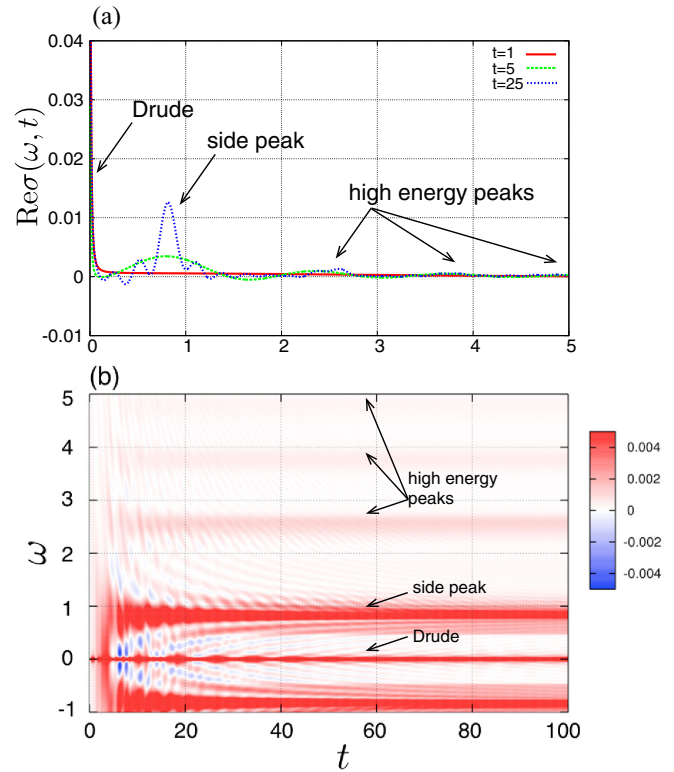 (a)
0.04
0.03
0.02
0.01
0
-0.01
Reσ(ω, t)
t=1
t=5
t=25
Drude
side peak
high energy peaks
0 1 2 3 4 5
(b)
5
4
3
2
1
0
-1
ω
high energy
peaks
side peak
Drude
0 20 40 60 80 100
t
0.004
0.002
0
-0.002
-0.004